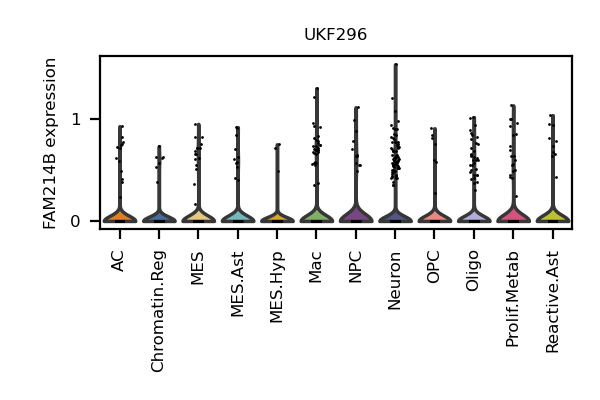 UKF296
FAM214B expression
1
0
AC
Chromatin.Reg
MES
MES.Ast
MES.Hyp
Mac
NPC
Neuron
OPC
Oligo
Prolif.Metab
Reactive.Ast